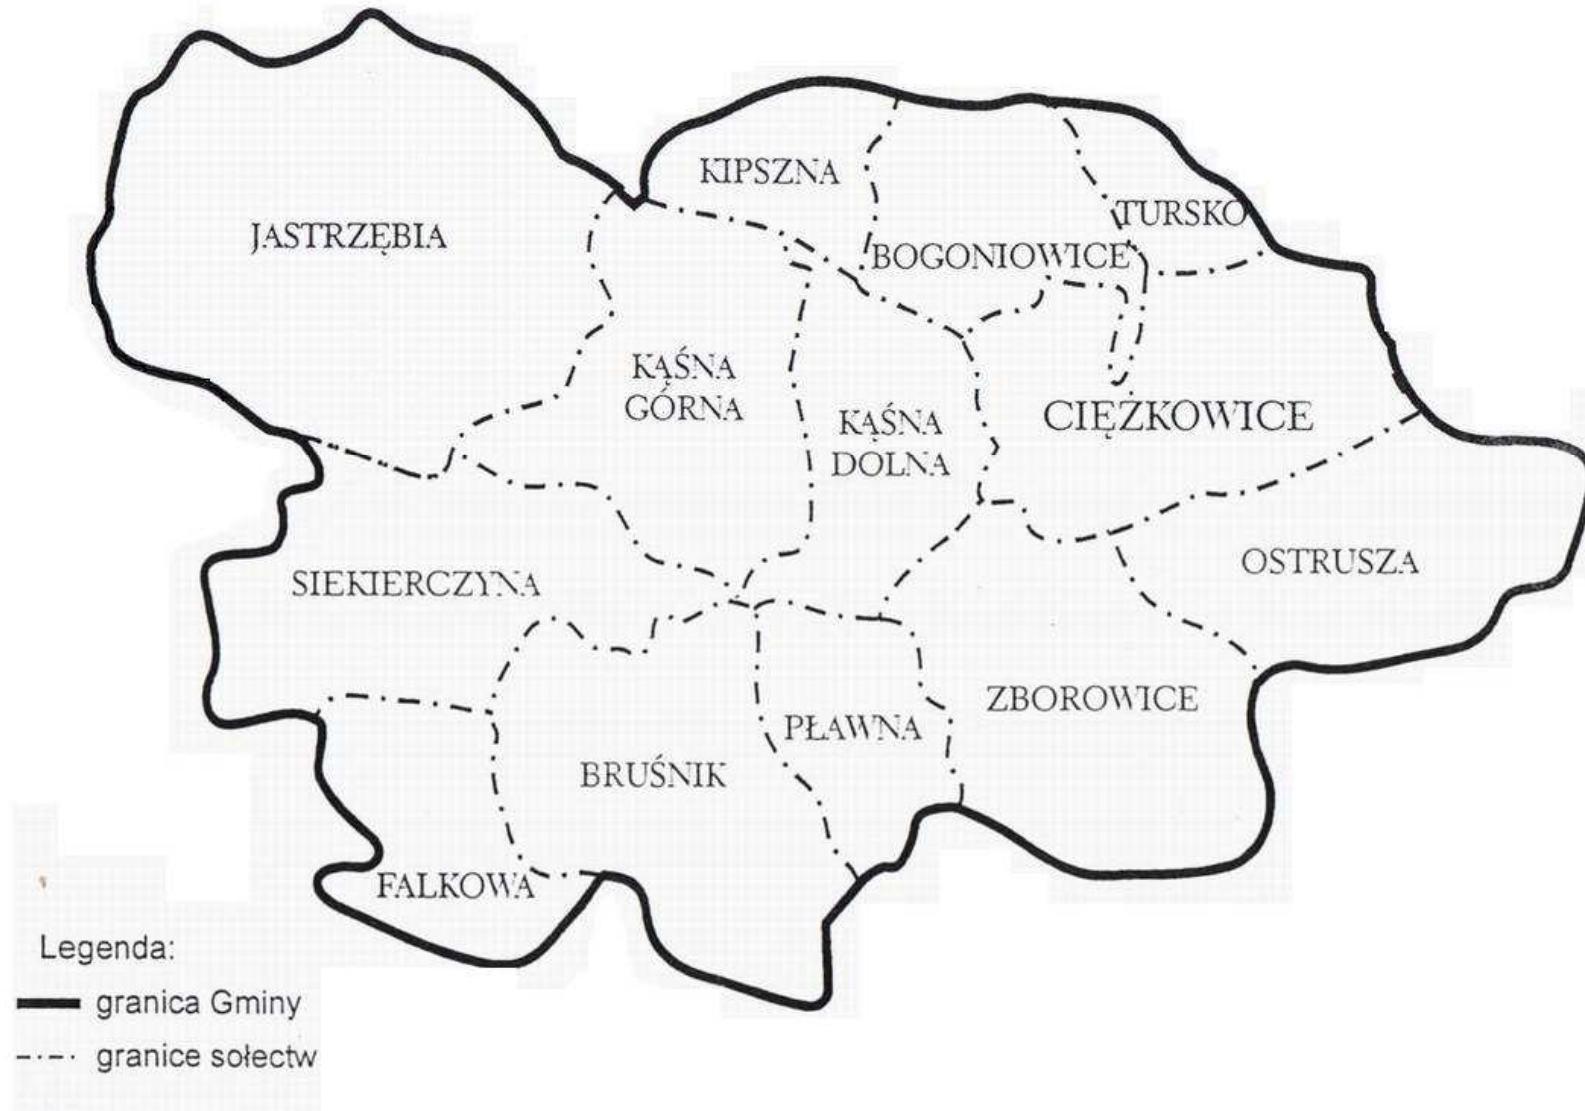 KIPSZNA
TURSKO
JASTRZĘBIA
BOGONIOWICE
KĄŚNA
GÓRNA
KĄŚNA
DOLNA
CIĘŻKOWICE
OSTRUSZA
SIEKIERCZYNA
ZBOROWICE
PŁAWNA
BRUŚNIK
FALKOWA
Legenda:
granica Gminy
granice sołectw